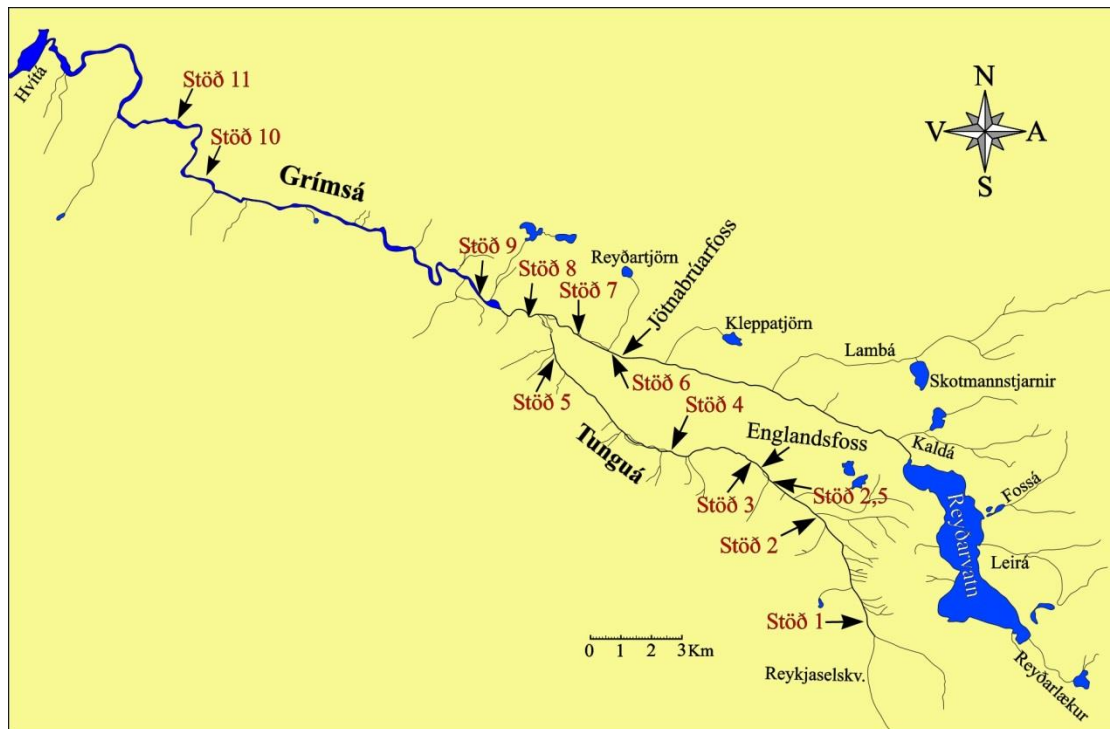 Hvítá
Stöð 11
Stöð 10
Grímsá
N
V
A
S
Stöð 9
Stöð 8
Stöð 7
Reyðartjörn
Jötnabrúarfoss
Kleppatjörn
Lambá
Skotmannstjarnir
Stöð 6
Stöð 5
Stöð 4
Tunguá
Englandsfoss
Kaldá
Stöð 3
Stöð 2,5
Fossá
Reyðarvatn
Stöð 2
Leirá
Stöð 1
0 1 2 3 Km
Reykjaselskv.
Reyðarlækur